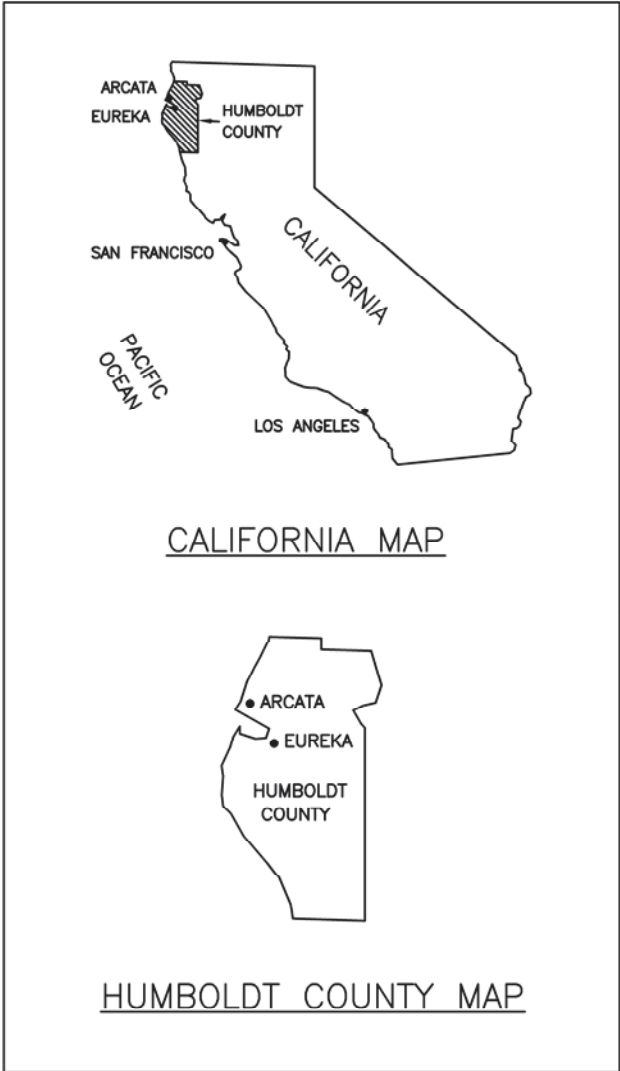 ARCATA
EUREKA
HUMBOLDT
COUNTY
SAN FRANCISCO
CALIFORNIA
PACIFIC
OCEAN
LOS ANGELES
CALIFORNIA MAP
ARCATA
EUREKA
HUMBOLDT
COUNTY
HUMBOLDT COUNTY MAP